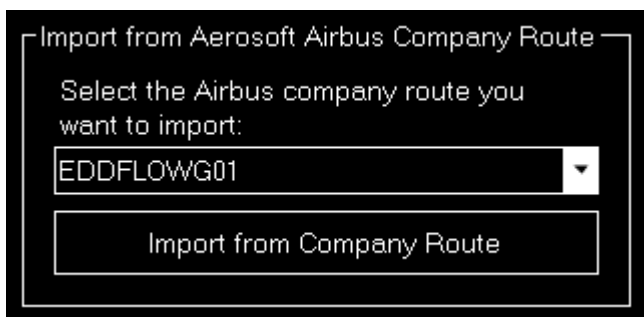 Import from Aerosoft Airbus Company Route
Select the Airbus company route you
want to import:
EDDFLOWG01
Import from Company Route